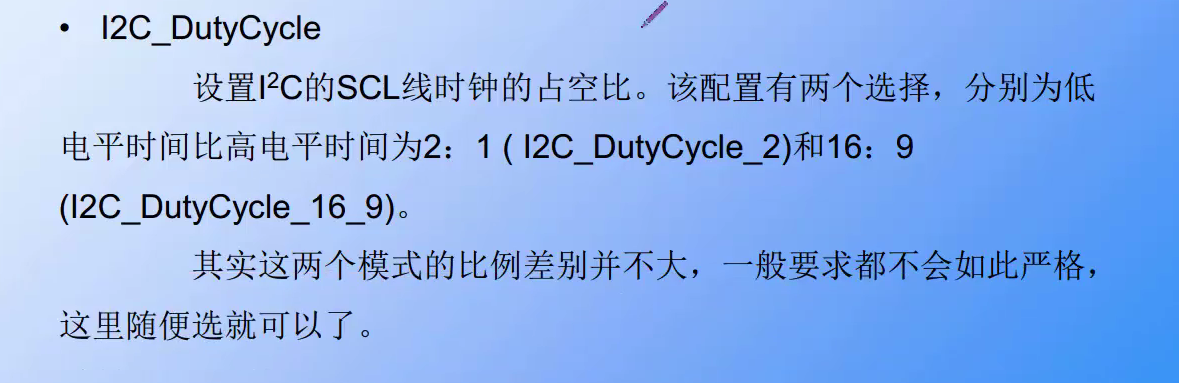 • I2C_DutyCycle
设置I²C的SCL线时钟的占空比。该配置有两个选择，分别为低
电平时间比高电平时间为2：1 ( I2C_DutyCycle_2)和16：9
(I2C_DutyCycle_16_9)。
其实这两个模式的比例差别并不大，一般要求都不会如此严格，
这里随便选就可以了。